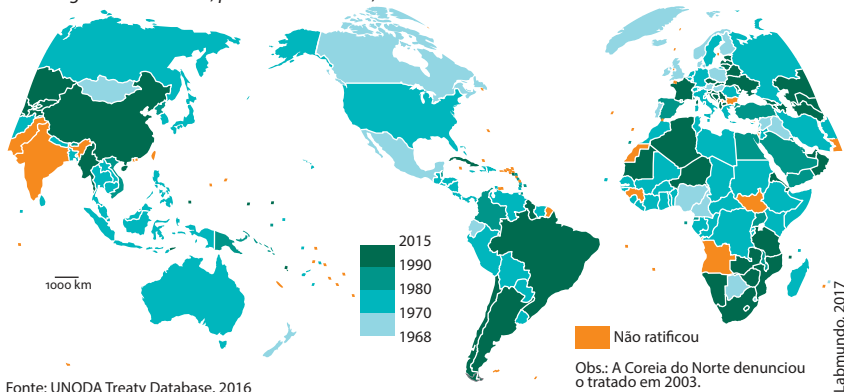 2015
1990
1980
1970
1968
1000 km
Não ratificou
Obs.: A Coreia do Norte denunciou
o tratado em 2003.
Fonte: UNODA Treaty Database, 2016
Labmundo, 2017